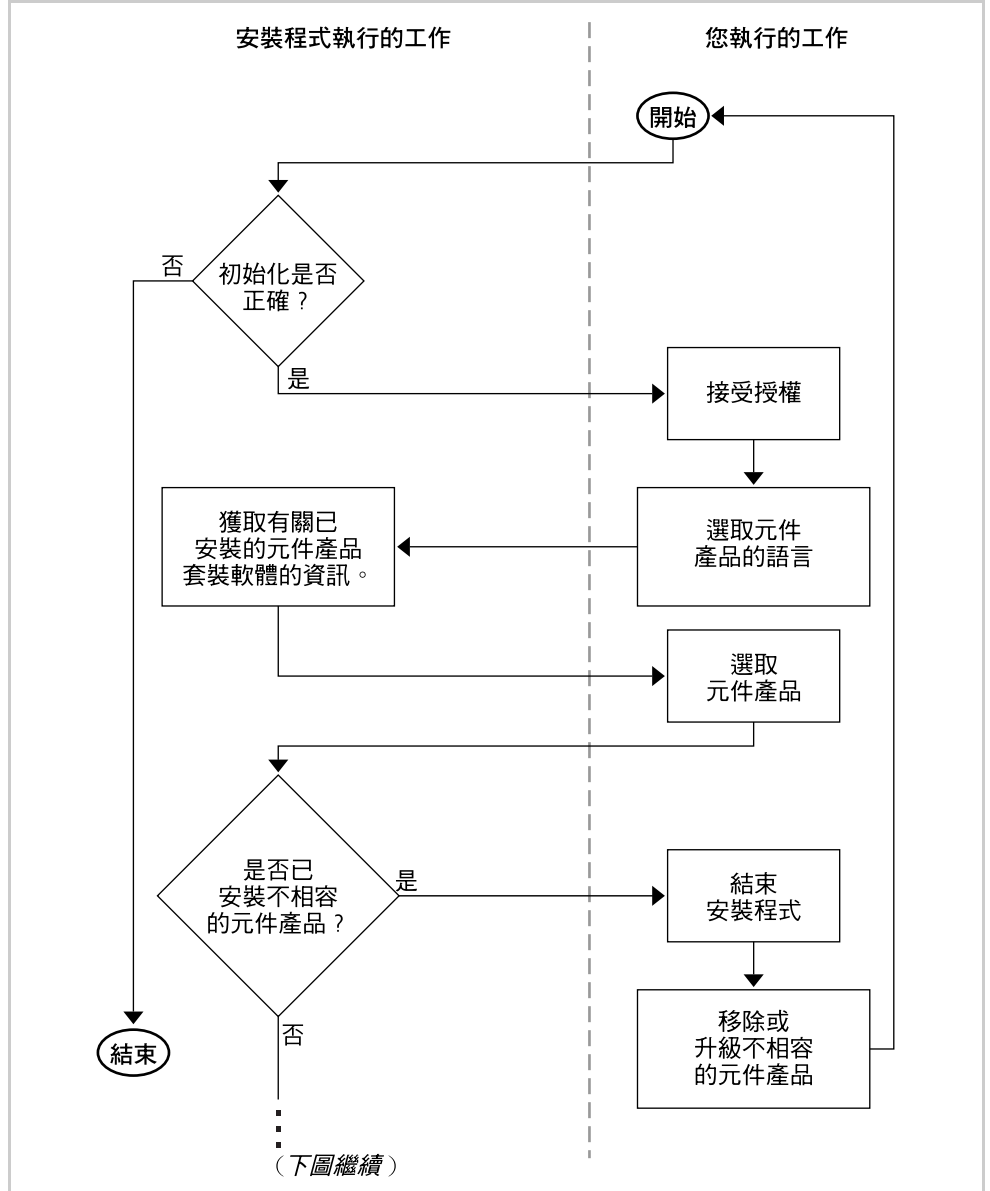 安裝程式執行的工作
您執行的工作
開始
否
初始化是否
正確？
是
接受授權
獲取有關已
安裝的元件產品
套裝軟體的資訊。
選取元件
產品的語言
選取
元件產品
是否已
安裝不相容
的元件產品？
是
結束
安裝程式
否
結束
移除或
升級不相容
的元件產品
（下圖繼續）